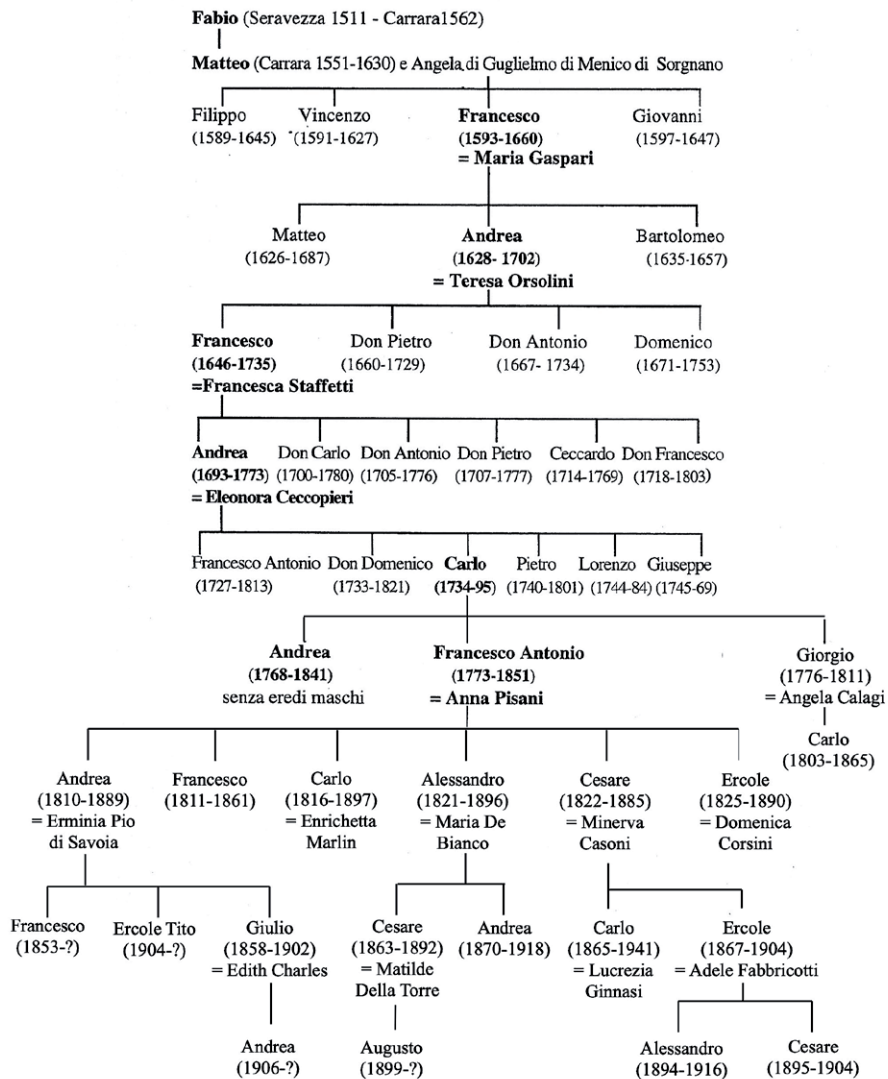 Fabio (Seravezza 1511 - Carrara1562)
Matteo (Carrara 1551-1630) e Angela di Guglielmo di Menico di Sorgnano
Filippo Vincenzo Francesco Giovanni
(1589-1645) (1591-1627) (1593-1660) (1597-1647)
= Maria Gaspari
Matteo Andrea Bartolomeo
(1626-1687) (1628- 1702) (1635-1657)
= Teresa Orsolini
Francesco Don Pietro Don Antonio Domenico
(1646-1735) (1660-1729) (1667- 1734) (1671-1753)
=Francesca Staffetti
Andrea Don Carlo Don Antonio Don Pietro Ceccardo Don Francesco
(1693-1773) (1700-1780) (1705-1776) (1707-1777) (1714-1769) (1718-1803)
= Eleonora Ceccopieri
Francesco Antonio Don Domenico Carlo Pietro Lorenzo Giuseppe
(1727-1813) (1733-1821) (1734-95) (1740-1801) (1744-84) (1745-69)
Andrea Francesco Antonio Giorgio
(1768-1841) (1773-1851) (1776-1811)
senza eredi maschi = Anna Pisani = Angela Calagi
Carlo
(1803-1865)
Andrea Francesco Carlo Alessandro Cesare Ercole
(1810-1889) (1811-1861) (1816-1897) (1821-1896) (1822-1885) (1825-1890)
= Erminia Pio = Enrichetta = Maria De = Minerva = Domenica
di Savoia Marlin Bianco Casoni Corsini
Francesco Ercole Tito Giulio Cesare Andrea Carlo Ercole
(1853-?) (1904-?) (1858-1902) (1863-1892) (1870-1918) (1865-1941) (1867-1904)
= Edith Charles = Matilde = Lucrezia = Adele Fabbricotti
Della Torre Ginnasi
Andrea Augusto Alessandro Cesare
(1906-?) (1899-?) (1894-1916) (1895-1904)